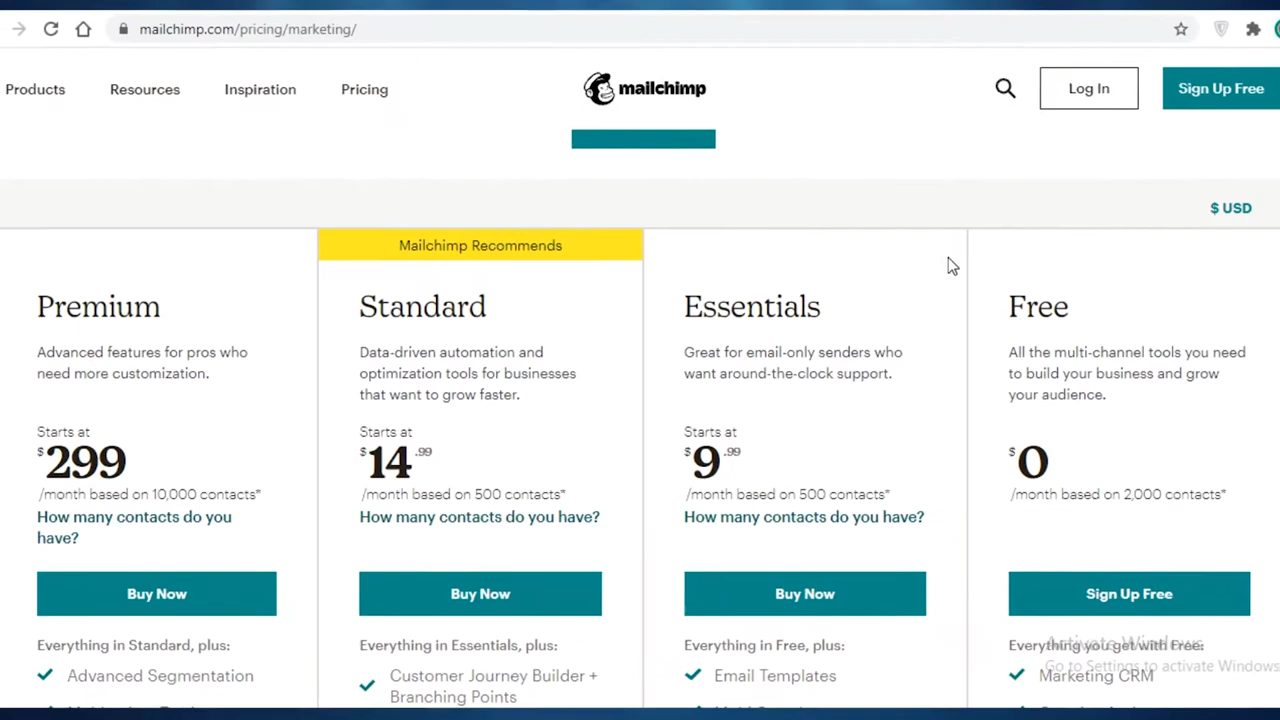 mailchimp.com/pricing/marketing/
Products Resources Inspiration Pricing
mailchimp
Log In
Sign Up Free
$ USD
Mailchimp Recommends
Premium
Advanced features for pros who
need more customization.
Starts at
$299
/month based on 10,000 contacts*
How many contacts do you
have?
Buy Now
Everything in Standard, plus:
Advanced Segmentation
Standard
Data-driven automation and
optimization tools for businesses
that want to grow faster.
Starts at
$14.99
/month based on 500 contacts*
How many contacts do you have?
Buy Now
Everything in Essentials, plus:
Customer Journey Builder +
Branching Points
Essentials
Great for email-only senders who
want around-the-clock support.
Starts at
$9.99
/month based on 500 contacts*
How many contacts do you have?
Buy Now
Everything in Free, plus:
Email Templates
Free
All the multi-channel tools you need
to build your business and grow
your audience.
$0
/month based on 2,000 contacts*
Sign Up Free
Everything you get with Free:
Marketing CRM
Activate Windows
Go to Settings to activate Windows